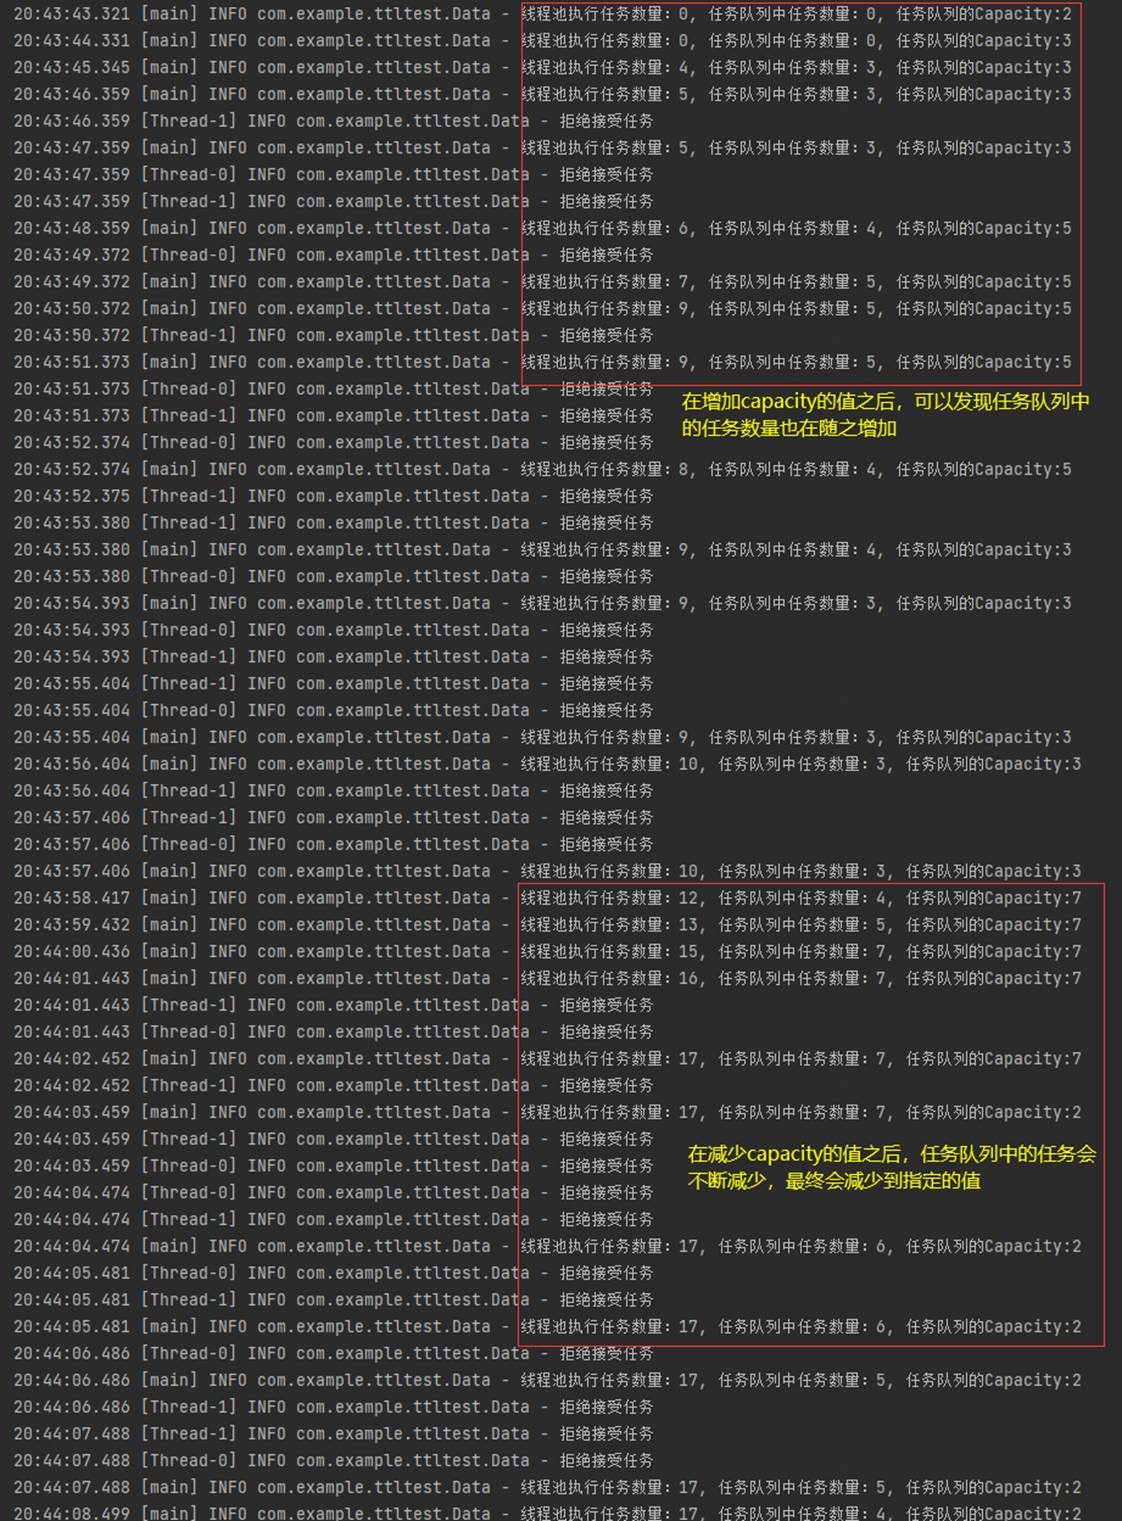 20:43:43.321 [main] INFO com.example.ttltest.Data - 线程池执行任务数量：0, 任务队列中任务数量：0, 任务队列的Capacity:2
20:43:44.331 [main] INFO com.example.ttltest.Data - 线程池执行任务数量：0, 任务队列中任务数量：0, 任务队列的Capacity:3
20:43:45.345 [main] INFO com.example.ttltest.Data - 线程池执行任务数量：4, 任务队列中任务数量：3, 任务队列的Capacity:3
20:43:46.359 [main] INFO com.example.ttltest.Data - 线程池执行任务数量：5, 任务队列中任务数量：3, 任务队列的Capacity:3
20:43:46.359 [Thread-1] INFO com.example.ttltest.Data - 拒绝接受任务
20:43:47.359 [main] INFO com.example.ttltest.Data - 线程池执行任务数量：5, 任务队列中任务数量：3, 任务队列的Capacity:3
20:43:47.359 [Thread-0] INFO com.example.ttltest.Data - 拒绝接受任务
20:43:47.359 [Thread-1] INFO com.example.ttltest.Data - 拒绝接受任务
20:43:48.359 [main] INFO com.example.ttltest.Data - 线程池执行任务数量：6, 任务队列中任务数量：4, 任务队列的Capacity:5
20:43:49.372 [Thread-0] INFO com.example.ttltest.Data - 拒绝接受任务
20:43:49.372 [main] INFO com.example.ttltest.Data - 线程池执行任务数量：7, 任务队列中任务数量：5, 任务队列的Capacity:5
20:43:50.372 [main] INFO com.example.ttltest.Data - 线程池执行任务数量：9, 任务队列中任务数量：5, 任务队列的Capacity:5
20:43:50.372 [Thread-1] INFO com.example.ttltest.Data - 拒绝接受任务
20:43:51.373 [main] INFO com.example.ttltest.Data - 线程池执行任务数量：9, 任务队列中任务数量：5, 任务队列的Capacity:5
20:43:51.373 [Thread-0] INFO com.example.ttltest.Data - 拒绝接受任务
在增加capacity的值之后，可以发现任务队列中
20:43:51.373 [Thread-1] INFO com.example.ttltest.Data - 拒绝接受任务
的任务数量也在随之增加
20:43:52.374 [Thread-0] INFO com.example.ttltest.Data - 拒绝接受任务
20:43:52.374 [main] INFO com.example.ttltest.Data - 线程池执行任务数量：8, 任务队列中任务数量：4, 任务队列的Capacity:5
20:43:52.375 [Thread-1] INFO com.example.ttltest.Data - 拒绝接受任务
20:43:53.380 [Thread-1] INFO com.example.ttltest.Data - 拒绝接受任务
20:43:53.380 [main] INFO com.example.ttltest.Data - 线程池执行任务数量：9, 任务队列中任务数量：4, 任务队列的Capacity:3
20:43:53.380 [Thread-0] INFO com.example.ttltest.Data - 拒绝接受任务
20:43:54.393 [main] INFO com.example.ttltest.Data - 线程池执行任务数量：9, 任务队列中任务数量：3, 任务队列的Capacity:3
20:43:54.393 [Thread-0] INFO com.example.ttltest.Data - 拒绝接受任务
20:43:54.393 [Thread-1] INFO com.example.ttltest.Data - 拒绝接受任务
20:43:55.404 [Thread-1] INFO com.example.ttltest.Data - 拒绝接受任务
20:43:55.404 [Thread-0] INFO com.example.ttltest.Data - 拒绝接受任务
20:43:55.404 [main] INFO com.example.ttltest.Data - 线程池执行任务数量：9, 任务队列中任务数量：3, 任务队列的Capacity:3
20:43:56.404 [main] INFO com.example.ttltest.Data - 线程池执行任务数量：10, 任务队列中任务数量：3, 任务队列的Capacity:3
20:43:56.404 [Thread-1] INFO com.example.ttltest.Data - 拒绝接受任务
20:43:57.406 [Thread-1] INFO com.example.ttltest.Data - 拒绝接受任务
20:43:57.406 [Thread-0] INFO com.example.ttltest.Data - 拒绝接受任务
20:43:57.406 [main] INFO com.example.ttltest.Data - 线程池执行任务数量：10, 任务队列中任务数量：3, 任务队列的Capacity:3
20:43:58.417 [main] INFO com.example.ttltest.Data - 线程池执行任务数量：12, 任务队列中任务数量：4, 任务队列的Capacity:7
20:43:59.432 [main] INFO com.example.ttltest.Data - 线程池执行任务数量：13, 任务队列中任务数量：5, 任务队列的Capacity:7
20:44:00.436 [main] INFO com.example.ttltest.Data - 线程池执行任务数量：15, 任务队列中任务数量：7, 任务队列的Capacity:7
20:44:01.443 [main] INFO com.example.ttltest.Data - 线程池执行任务数量：16, 任务队列中任务数量：7, 任务队列的Capacity:7
20:44:01.443 [Thread-1] INFO com.example.ttltest.Data - 拒绝接受任务
20:44:01.443 [Thread-0] INFO com.example.ttltest.Data - 拒绝接受任务
20:44:02.452 [main] INFO com.example.ttltest.Data - 线程池执行任务数量：17, 任务队列中任务数量：7, 任务队列的Capacity:7
20:44:02.452 [Thread-1] INFO com.example.ttltest.Data - 拒绝接受任务
20:44:03.459 [main] INFO com.example.ttltest.Data - 线程池执行任务数量：17, 任务队列中任务数量：7, 任务队列的Capacity:2
20:44:03.459 [Thread-1] INFO com.example.ttltest.Data - 拒绝接受任务
在减少capacity的值之后，任务队列中的任务会
20:44:03.459 [Thread-0] INFO com.example.ttltest.Data - 拒绝接受任务
不断减少，最终会减少到指定的值
20:44:04.474 [Thread-0] INFO com.example.ttltest.Data - 拒绝接受任务
20:44:04.474 [Thread-1] INFO com.example.ttltest.Data - 拒绝接受任务
20:44:04.474 [main] INFO com.example.ttltest.Data - 线程池执行任务数量：17, 任务队列中任务数量：6, 任务队列的Capacity:2
20:44:05.481 [Thread-0] INFO com.example.ttltest.Data - 拒绝接受任务
20:44:05.481 [Thread-1] INFO com.example.ttltest.Data - 拒绝接受任务
20:44:05.481 [main] INFO com.example.ttltest.Data - 线程池执行任务数量：17, 任务队列中任务数量：6, 任务队列的Capacity:2
20:44:06.486 [Thread-0] INFO com.example.ttltest.Data - 拒绝接受任务
20:44:06.486 [main] INFO com.example.ttltest.Data - 线程池执行任务数量：17, 任务队列中任务数量：5, 任务队列的Capacity:2
20:44:06.486 [Thread-1] INFO com.example.ttltest.Data - 拒绝接受任务
20:44:07.488 [Thread-1] INFO com.example.ttltest.Data - 拒绝接受任务
20:44:07.488 [Thread-0] INFO com.example.ttltest.Data - 拒绝接受任务
20:44:07.488 [main] INFO com.example.ttltest.Data - 线程池执行任务数量：17, 任务队列中任务数量：5, 任务队列的Capacity:2
20:44:08.499 [main] INFO com.example.ttltest.Data - 线程池执行任务数量：17, 任务队列中任务数量：4, 任务队列的Capacity:2